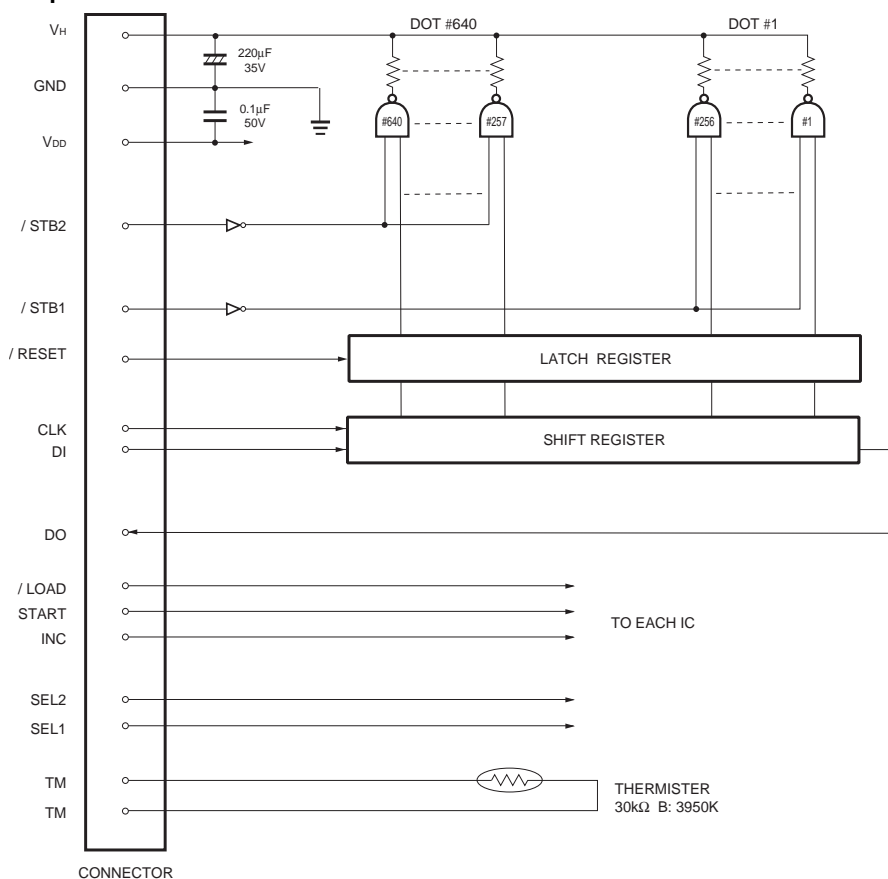 DOT #640
DOT #1
VH
220µF
35V
GND
0.1µF
50V
VDD
#640
#257
#256
#1
/ STB2
/ STB1
/ RESET
LATCH REGISTER
CLK
SHIFT REGISTER
DI
DO
/ LOAD
START
TO EACH IC
INC
SEL2
SEL1
TM
THERMISTER
30kΩ B: 3950K
TM
CONNECTOR